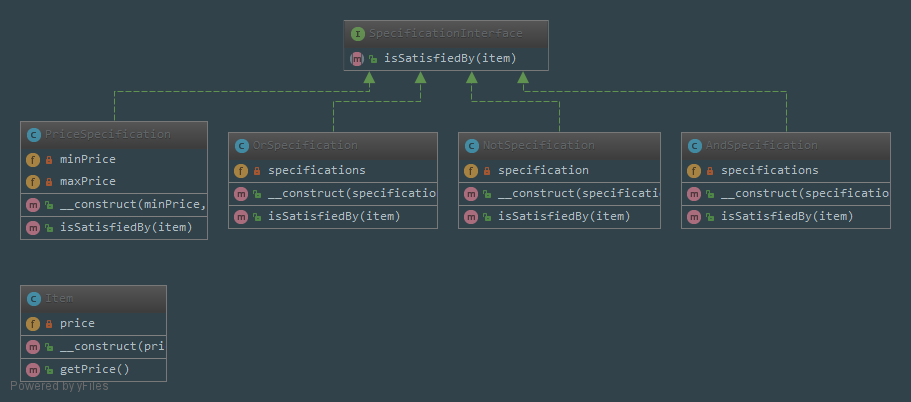 SpecificationInterface
isSatisfiedBy(item)
PriceSpecification
minPrice
maxPrice
__construct(minPrice,
isSatisfiedBy(item)
OrSpecification
specifications
__construct(specificatio
isSatisfiedBy(item)
NotSpecification
specification
__construct(specificatio
isSatisfiedBy(item)
AndSpecification
specifications
__construct(specificatio
isSatisfiedBy(item)
Item
price
__construct(pri
getPrice()
Powered by yFiles